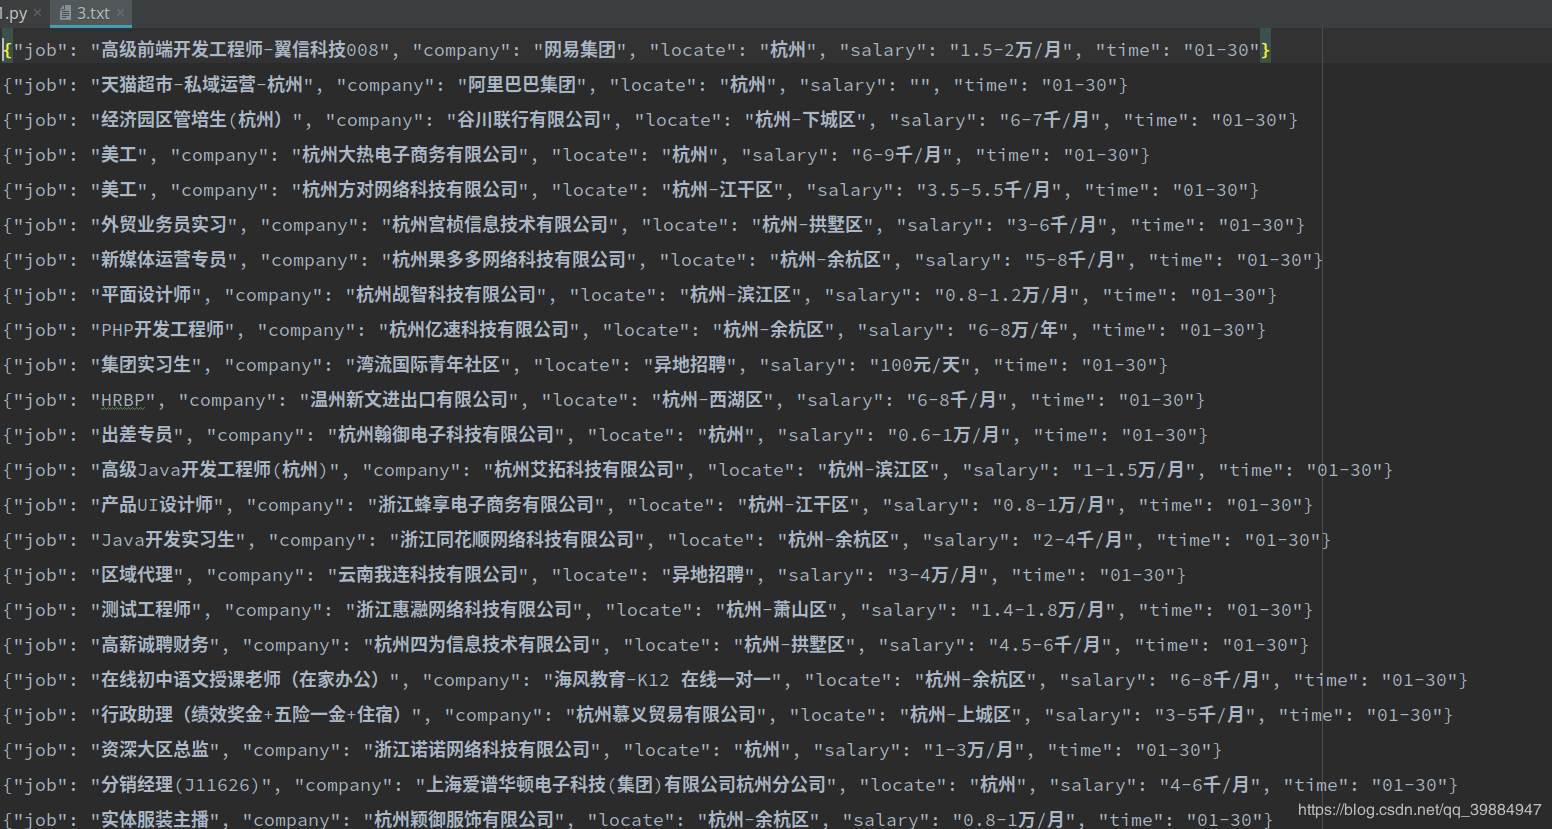 1.py × 3.txt ×
{"job": "高级前端开发工程师-翼信科技008", "company": "网易集团", "locate": "杭州", "salary": "1.5-2万/月", "time": "01-30"}
{"job": "天猫超市-私域运营-杭州", "company": "阿里巴巴集团", "locate": "杭州", "salary": "", "time": "01-30"}
{"job": "经济园区管培生(杭州）", "company": "谷川联行有限公司", "locate": "杭州-下城区", "salary": "6-7千/月", "time": "01-30"}
{"job": "美工", "company": "杭州大热电子商务有限公司", "locate": "杭州", "salary": "6-9千/月", "time": "01-30"}
{"job": "美工", "company": "杭州方对网络科技有限公司", "locate": "杭州-江干区", "salary": "3.5-5.5千/月", "time": "01-30"}
{"job": "外贸业务员实习", "company": "杭州宫桢信息技术有限公司", "locate": "杭州-拱墅区", "salary": "3-6千/月", "time": "01-30"}
{"job": "新媒体运营专员", "company": "杭州果多多网络科技有限公司", "locate": "杭州-余杭区", "salary": "5-8千/月", "time": "01-30"}
{"job": "平面设计师", "company": "杭州觇智科技有限公司", "locate": "杭州-滨江区", "salary": "0.8-1.2万/月", "time": "01-30"}
{"job": "PHP开发工程师", "company": "杭州亿速科技有限公司", "locate": "杭州-余杭区", "salary": "6-8万/年", "time": "01-30"}
{"job": "集团实习生", "company": "湾流国际青年社区", "locate": "异地招聘", "salary": "100元/天", "time": "01-30"}
{"job": "HRBP", "company": "温州新文进出口有限公司", "locate": "杭州-西湖区", "salary": "6-8千/月", "time": "01-30"}
{"job": "出差专员", "company": "杭州翰御电子科技有限公司", "locate": "杭州", "salary": "0.6-1万/月", "time": "01-30"}
{"job": "高级Java开发工程师(杭州)", "company": "杭州艾拓科技有限公司", "locate": "杭州-滨江区", "salary": "1-1.5万/月", "time": "01-30"}
{"job": "产品UI设计师", "company": "浙江蜂享电子商务有限公司", "locate": "杭州-江干区", "salary": "0.8-1万/月", "time": "01-30"}
{"job": "Java开发实习生", "company": "浙江同花顺网络科技有限公司", "locate": "杭州-余杭区", "salary": "2-4千/月", "time": "01-30"}
{"job": "区域代理", "company": "云南我连科技有限公司", "locate": "异地招聘", "salary": "3-4万/月", "time": "01-30"}
{"job": "测试工程师", "company": "浙江惠瀜网络科技有限公司", "locate": "杭州-萧山区", "salary": "1.4-1.8万/月", "time": "01-30"}
{"job": "高薪诚聘财务", "company": "杭州四为信息技术有限公司", "locate": "杭州-拱墅区", "salary": "4.5-6千/月", "time": "01-30"}
{"job": "在线初中语文授课老师（在家办公）", "company": "海风教育-K12 在线一对一", "locate": "杭州-余杭区", "salary": "6-8千/月", "time": "01-30"}
{"job": "行政助理（绩效奖金+五险一金+住宿）", "company": "杭州慕义贸易有限公司", "locate": "杭州-上城区", "salary": "3-5千/月", "time": "01-30"}
{"job": "资深大区总监", "company": "浙江诺诺网络科技有限公司", "locate": "杭州", "salary": "1-3万/月", "time": "01-30"}
{"job": "分销经理(J11626)", "company": "上海爱谱华顿电子科技(集团)有限公司杭州分公司", "locate": "杭州", "salary": "4-6千/月", "time": "01-30"}
{"job": "实体服装主播", "company": "杭州颖御服饰有限公司", "locate": "杭州-余杭区", "salary": "0.8-1万/月", "time": "01-30"}
https://blog.csdn.net/qq_39884947